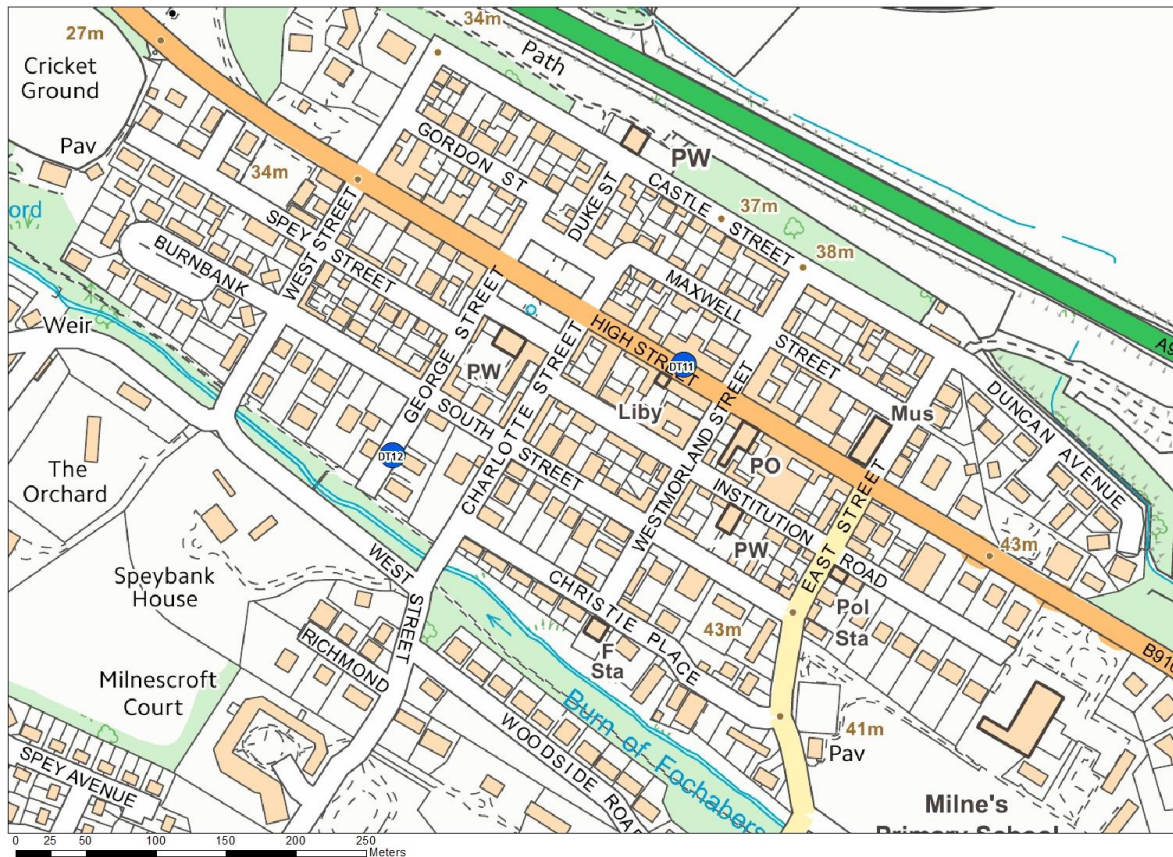 34m
27m
Path
Cricket
Ground
Pav
GORDON ST
PW
34m
CASTLE STREET
37m
38m
DUKE ST
WEST STREET
SPEY STREET
ord
BURNBANK
MAXWELL STREET
A9
Weir
GEORGE STREET
HIGH STREET
DT11
PW
CHARLOTTE STREET
Liby
WESTMORLAND STREET
Mus
DUNCAN AVENUE
SOUTH STREET
DT12
PO
The
Orchard
INSTITUTION ROAD
EAST STREET
43m
PW
Speybank
House
WEST STREET
CHRISTIE PLACE
Pol
Sta
43m
F
Sta
B910
RICHMOND
Milnescroft
Court
Burn of Fochabers
WOODSIDE ROAD
41m
Pav
SPEY AVENUE
Milne's
Primary School
0 25 50 100 150 200 250
Meters